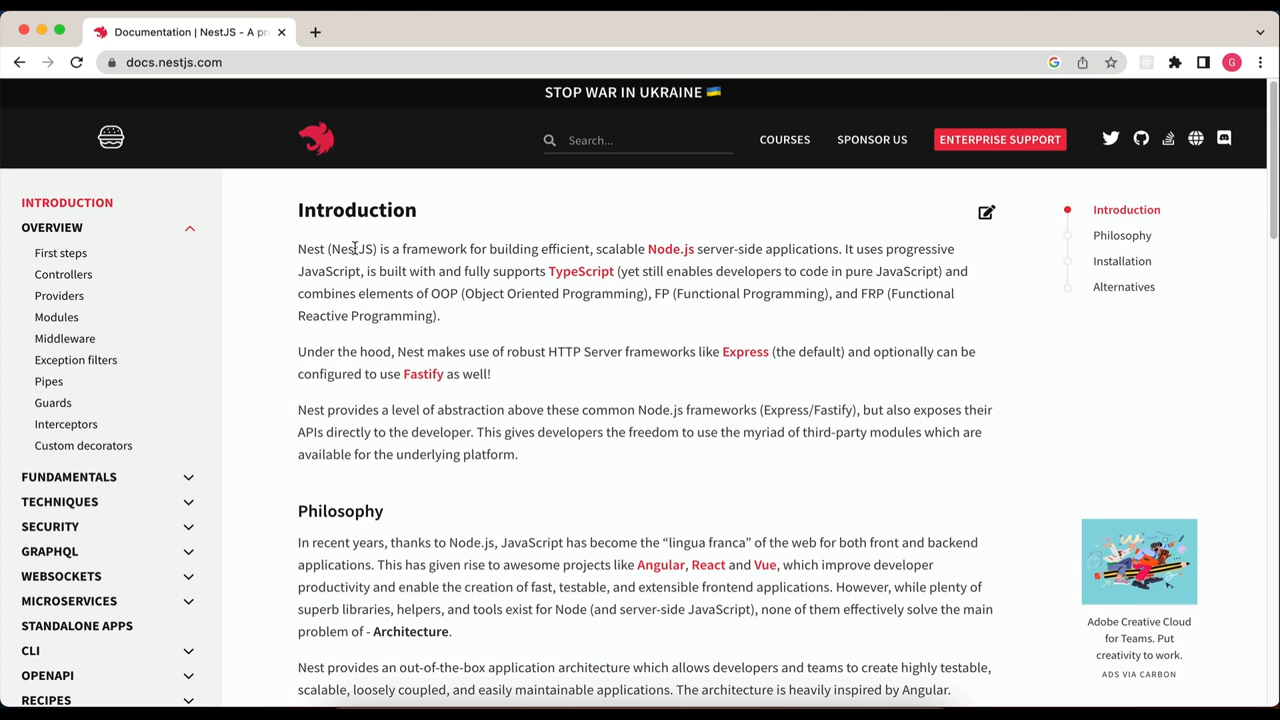 Documentation | NestJS - A pr
docs.nestjs.com
G
STOP WAR IN UKRAINE 🇺🇦
Search...
COURSES
SPONSOR US
ENTERPRISE SUPPORT
INTRODUCTION
OVERVIEW
First steps
Controllers
Providers
Modules
Middleware
Exception filters
Pipes
Guards
Interceptors
Custom decorators
FUNDAMENTALS
TECHNIQUES
SECURITY
GRAPHQL
WEBSOCKETS
MICROSERVICES
STANDALONE APPS
CLI
OPENAPI
RECIPES
Introduction
Nest (NestJS) is a framework for building efficient, scalable Node.js server-side applications. It uses progressive
JavaScript, is built with and fully supports TypeScript (yet still enables developers to code in pure JavaScript) and
combines elements of OOP (Object Oriented Programming), FP (Functional Programming), and FRP (Functional
Reactive Programming).
Under the hood, Nest makes use of robust HTTP Server frameworks like Express (the default) and optionally can be
configured to use Fastify as well!
Nest provides a level of abstraction above these common Node.js frameworks (Express/Fastify), but also exposes their
APIs directly to the developer. This gives developers the freedom to use the myriad of third-party modules which are
available for the underlying platform.
Philosophy
In recent years, thanks to Node.js, JavaScript has become the “lingua franca” of the web for both front and backend
applications. This has given rise to awesome projects like Angular, React and Vue, which improve developer
productivity and enable the creation of fast, testable, and extensible frontend applications. However, while plenty of
superb libraries, helpers, and tools exist for Node (and server-side JavaScript), none of them effectively solve the main
problem of - Architecture.
Nest provides an out-of-the-box application architecture which allows developers and teams to create highly testable,
scalable, loosely coupled, and easily maintainable applications. The architecture is heavily inspired by Angular.
Introduction
Philosophy
Installation
Alternatives
Adobe Creative Cloud
for Teams. Put
creativity to work.
ADS VIA CARBON